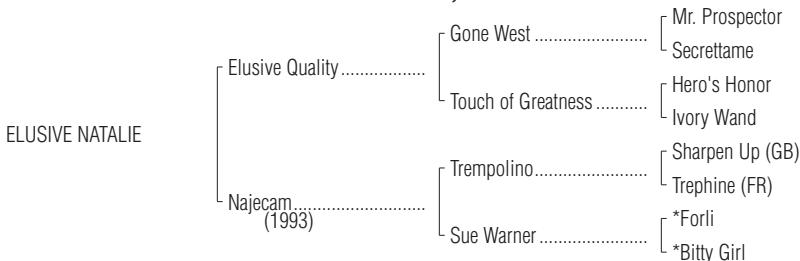 Mr. Prospector
Gone West ........................
Secrettame
Elusive Quality..................
Hero's Honor
Touch of Greatness ...........
Ivory Wand
ELUSIVE NATALIE
Sharpen Up (GB)
Trempolino........................
Trephine (FR)
Najecam............................
(1993)
*Forli
Sue Warner .......................
*Bitty Girl